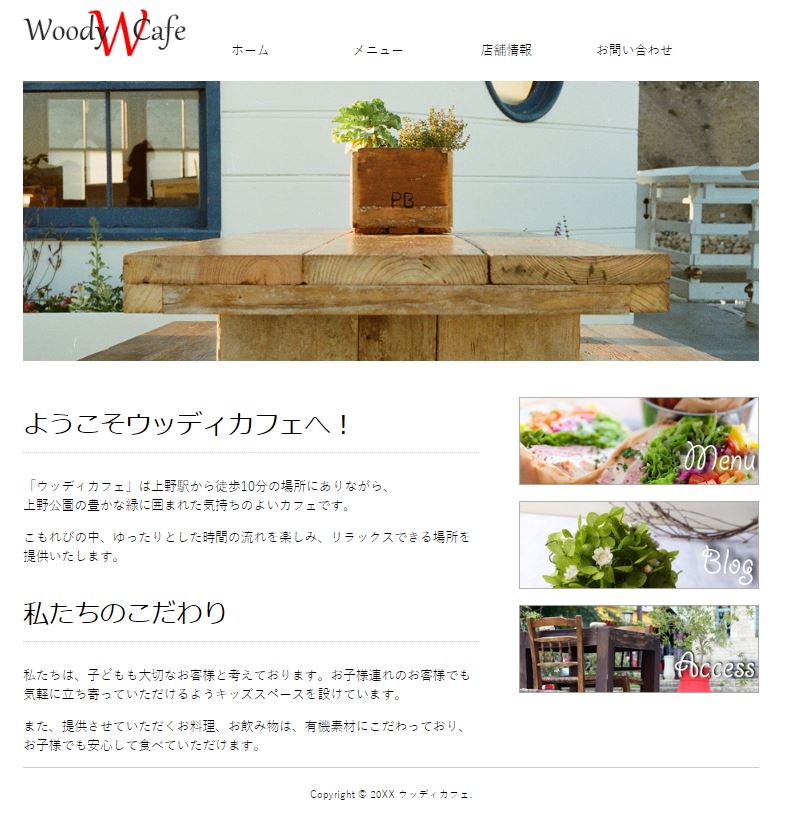 Woody W Cafe
ホーム メニュー 店舗情報 お問い合わせ
PB
ようこそウッディカフェへ！
「ウッディカフェ」は上野駅から徒歩10分の場所にありながら、
上野公園の豊かな緑に囲まれた気持ちのよいカフェです。
こもれびの中、ゆったりとした時間の流れを楽しみ、リラックスできる場所を
提供いたします。
私たちのこだわり
私たちは、子どもも大切なお客様と考えております。お子様連れのお客様でも
気軽に立ち寄っていただけるようキッズスペースを設けています。
また、提供させていただくお料理、お飲み物は、有機素材にこだわっており、
お子様でも安心して食べていただけます。
Menu
Blog
Access
Copyright © 20XX ウッディカフェ.